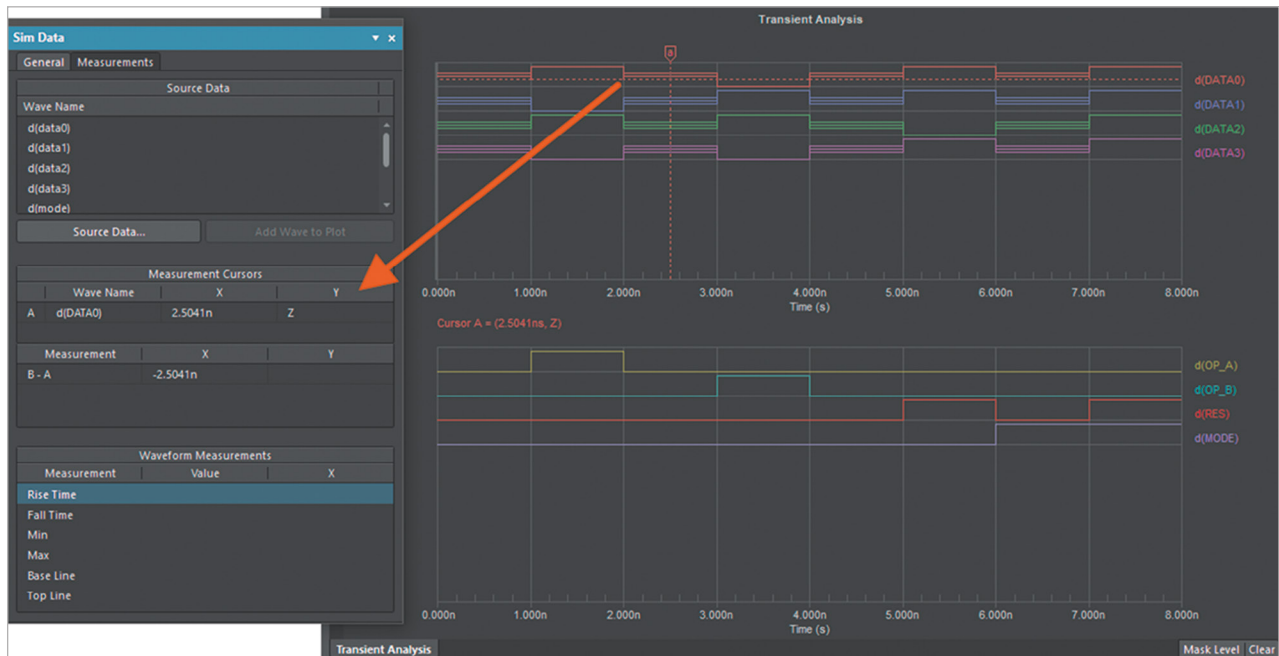 Sim Data
General Measurements
Source Data
Wave Name
d(data0)
d(data1)
d(data2)
d(data3)
d(mode)
Source Data... Add Wave to Plot
Measurement Cursors
Wave Name X Y
A d(DATA0) 2.5041n Z
Measurement X Y
B - A -2.5041n
Waveform Measurements
Measurement Value X
Rise Time
Fall Time
Min
Max
Base Line
Top Line
Transient Analysis
a
d(DATA0)
d(DATA1)
d(DATA2)
d(DATA3)
0.000n 1.000n 2.000n 3.000n 4.000n 5.000n 6.000n 7.000n 8.000n
Time (s)
Cursor A = (2.5041ns, Z)
d(OP_A)
d(OP_B)
d(RES)
d(MODE)
0.000n 1.000n 2.000n 3.000n 4.000n 5.000n 6.000n 7.000n 8.000n
Time (s)
Transient Analysis
Mask Level Clear